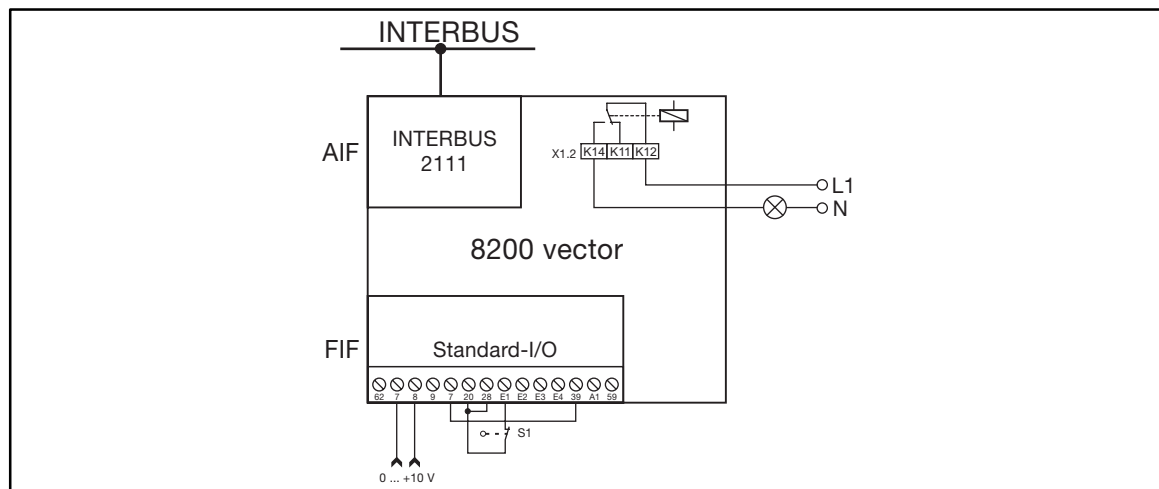 INTERBUS
AIF
INTERBUS
2111
X1.2 K14 K11 K12
L1
N
8200 vector
FIF
Standard-I/O
62 7 8 9 7 20 28 E1 E2 E3 E4 39 A1 59
S1
0 ... +10 V